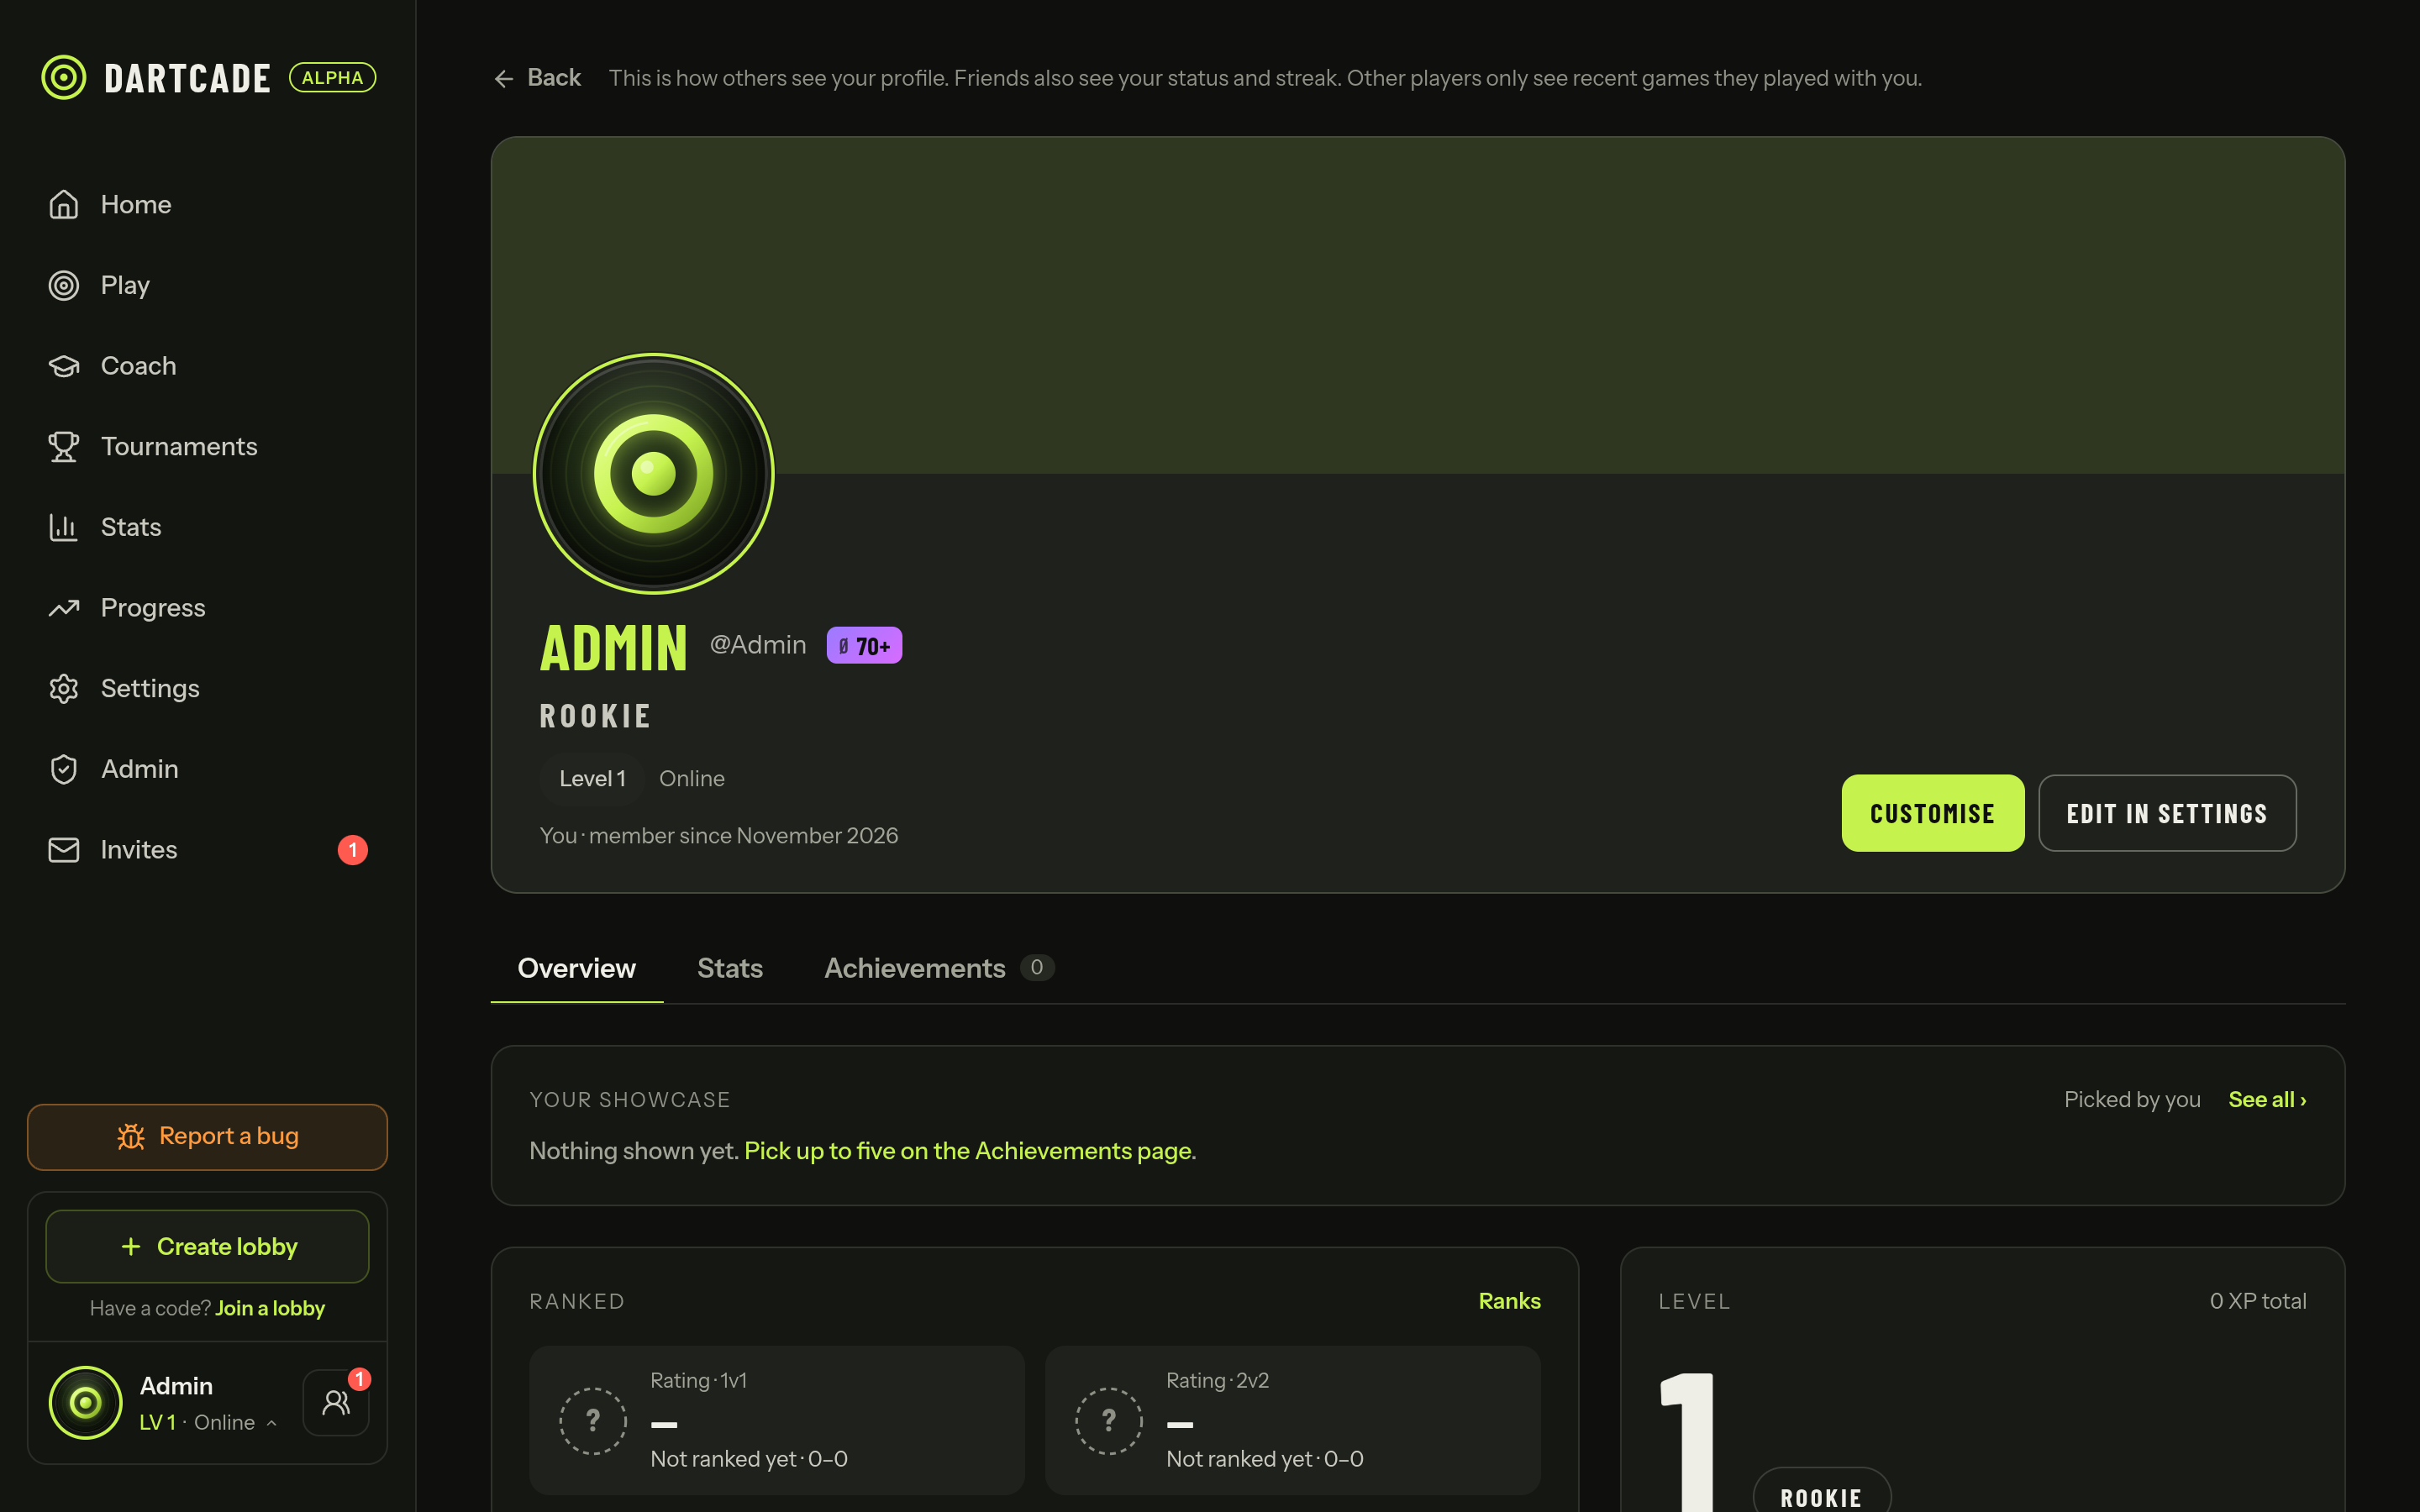 DARTCADE ALPHA
Home
Play
Coach
Tournaments
Stats
Progress
Settings
Admin
Invites 1
Report a bug
+ Create lobby
Have a code? Join a lobby
Admin
LV 1 · Online
1
← Back This is how others see your profile. Friends also see your status and streak. Other players only see recent games they played with you.
ADMIN @Admin Ø 70+
ROOKIE
Level 1 Online
You · member since November 2026
CUSTOMISE EDIT IN SETTINGS
Overview Stats Achievements 0
YOUR SHOWCASE Picked by you See all ›
Nothing shown yet. Pick up to five on the Achievements page.
RANKED Ranks
? Rating · 1v1
—
Not ranked yet · 0–0
? Rating · 2v2
—
Not ranked yet · 0–0
LEVEL 0 XP total
1 ROOKIE